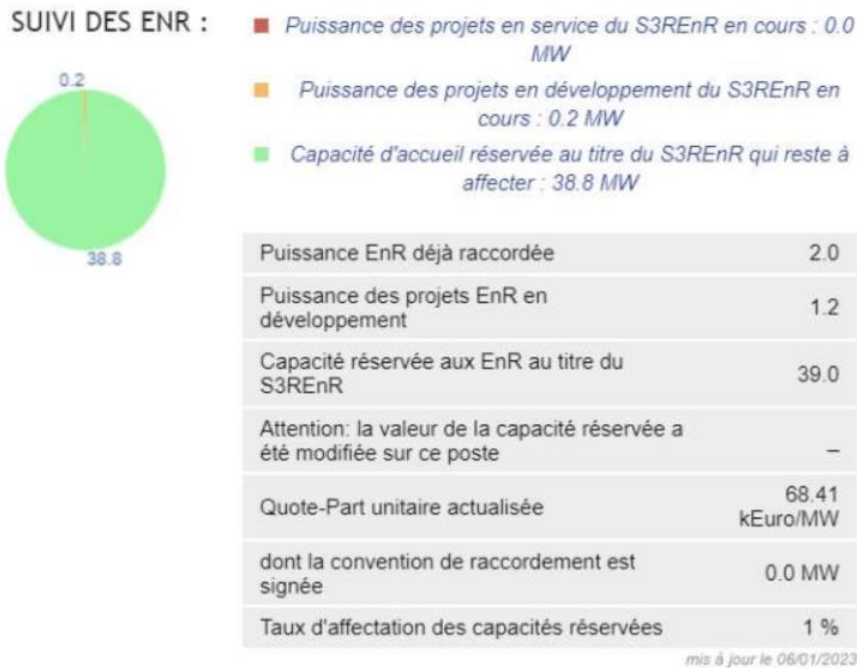 SUIVI DES ENR :
Puissance des projets en service du S3REnR en cours : 0.0
MW
Puissance des projets en développement du S3REnR en
cours : 0.2 MW
Capacité d'accueil réservée au titre du S3REnR qui reste à
affecter : 38.8 MW
0.2
38.8
Puissance EnR déjà raccordée 2.0
Puissance des projets EnR en
développement 1.2
Capacité réservée aux EnR au titre du
S3REnR 39.0
Attention: la valeur de la capacité réservée a
été modifiée sur ce poste –
Quote-Part unitaire actualisée 68.41
kEuro/MW
dont la convention de raccordement est
signée 0.0 MW
Taux d'affectation des capacités réservées 1 %
mis à jour le 06/01/2023